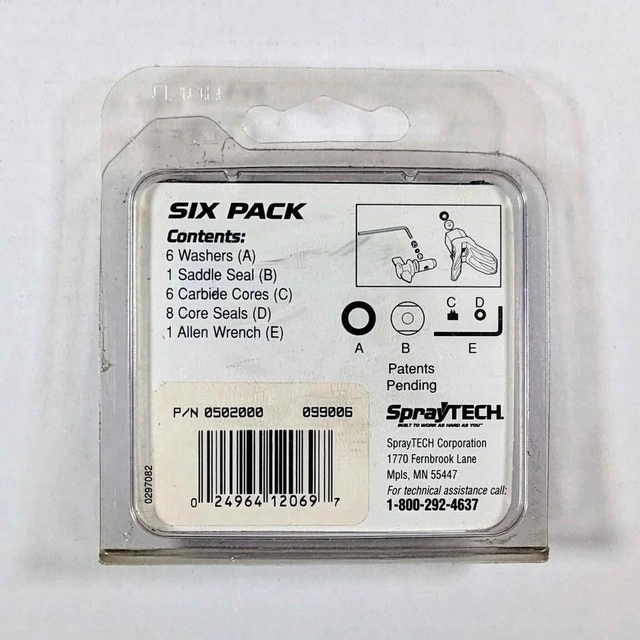 SIX PACK
Contents:
6 Washers (A)
1 Saddle Seal (B)
6 Carbide Cores (C)
8 Core Seals (D)
1 Allen Wrench (E)
C D
A B E
Patents
Pending
P/N 0502000 099006
0 24964 12069 7
0297082
SprayTECH
BUILT TO WORK AS HARD AS YOU™
SprayTECH Corporation
1770 Fernbrook Lane
Mpls, MN 55447
For technical assistance call:
1-800-292-4637